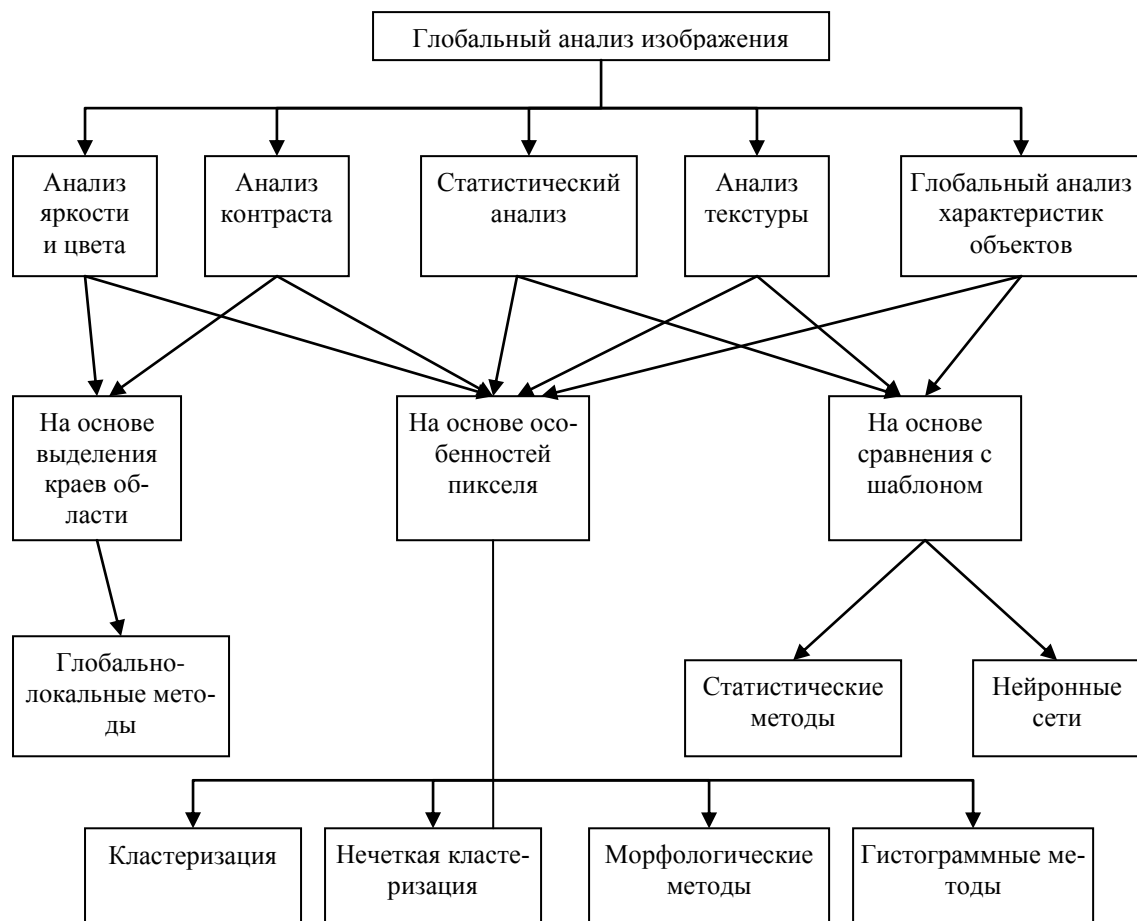 Глобальный анализ изображения
Анализ
яркости
и цвета
Анализ
контраста
Статистический
анализ
Анализ
текстуры
Глобальный анализ
характеристик
объектов
На основе
выделения
краев об-
ласти
На основе осо-
бенностей
пикселя
На основе
сравнения с
шаблоном
Глобально-
локальные мето-
ды
Статистические
методы
Нейронные
сети
Кластеризация
Нечеткая класте-
ризация
Морфологические
методы
Гистограммные ме-
тоды